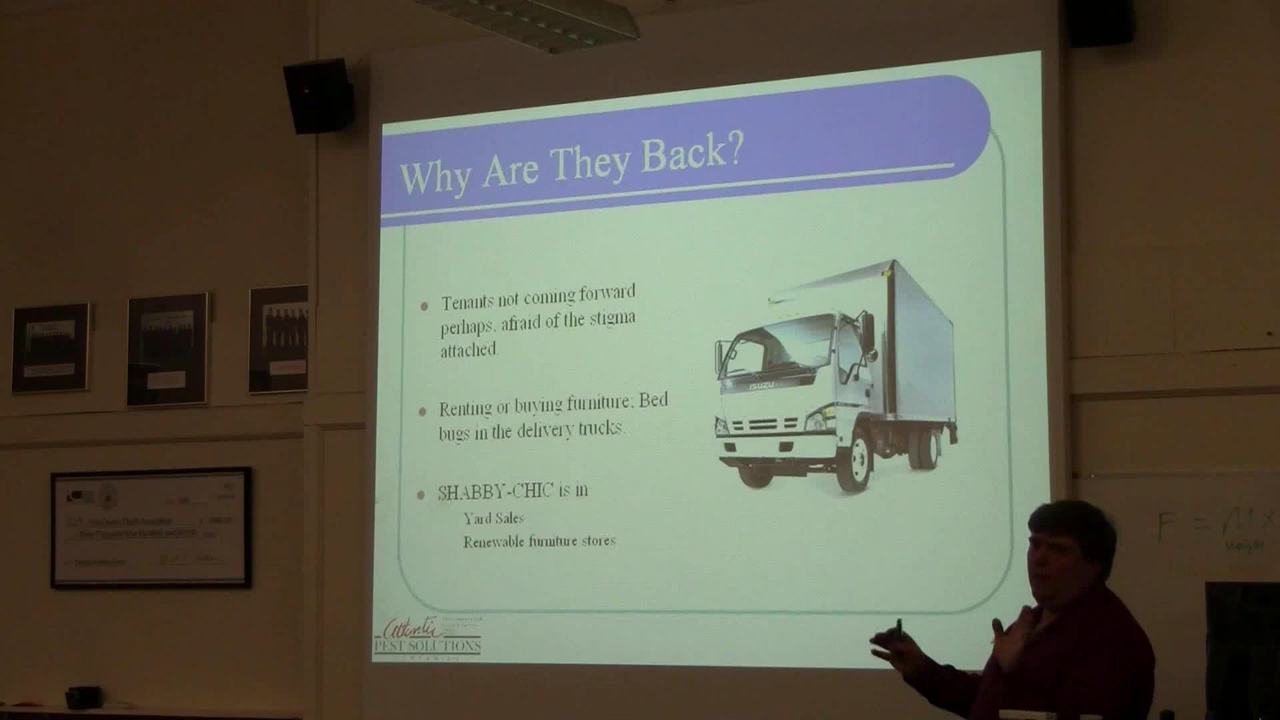 Why Are They Back?
Tenants not coming forward
perhaps, afraid of the stigma
attached.
Renting or buying furniture; Bed
bugs in the delivery trucks.
SHABBY-CHIC is in
Yard Sales
Renewable furniture stores
ISUZU
Atlantic
PEST SOLUTIONS
F =
Weight